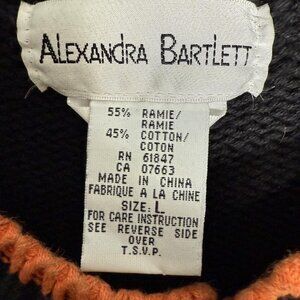 ALEXANDRA BARTLETT
55% RAMIE/
RAMIE
45% COTTON/
COTON
RN 61847
CA 07663
MADE IN CHINA
FABRIQUE A LA CHINE
SIZE: L
FOR CARE INSTRUCTION
SEE REVERSE SIDE
OVER
T.S.V.P.